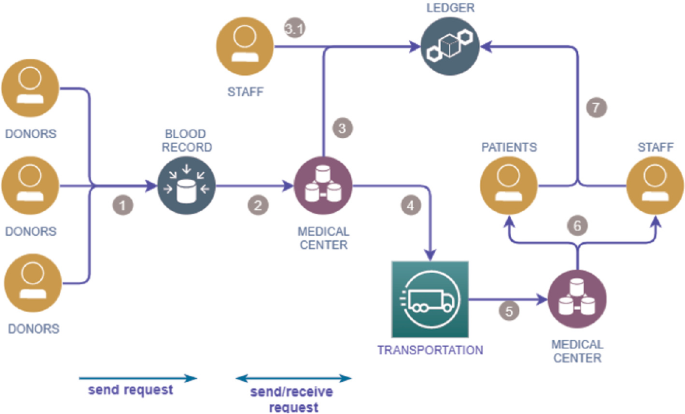 LEDGER
3.1
STAFF
3
7
DONORS
BLOOD
RECORD
PATIENTS
STAFF
1
2
4
6
DONORS
MEDICAL
CENTER
5
DONORS
TRANSPORTATION
MEDICAL
CENTER
send request
send/receive
request